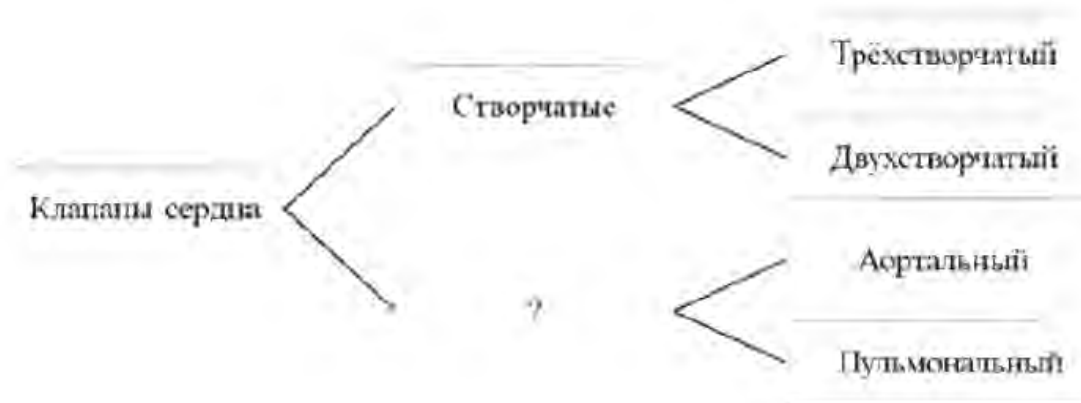 Клапаны сердца
Створчатые
?
Трёхстворчатый
Двухстворчатый
Аортальный
Пульмональный